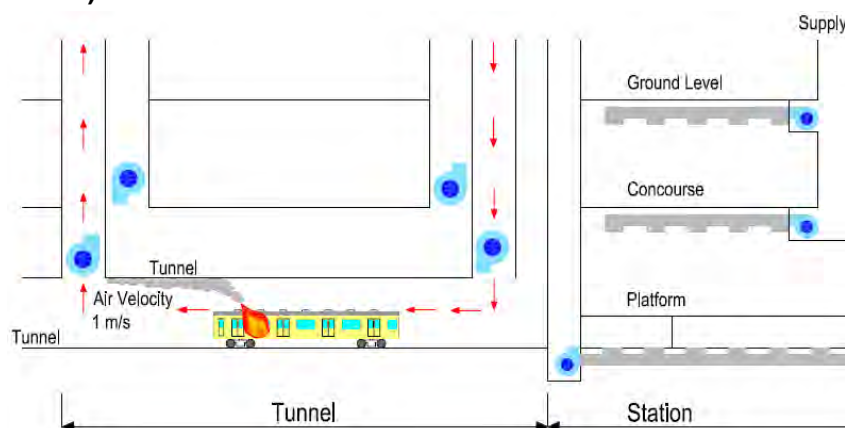 Supply
Ground Level
Concourse
Tunnel
Air Velocity
1 m/s
Platform
Tunnel
Tunnel
Station